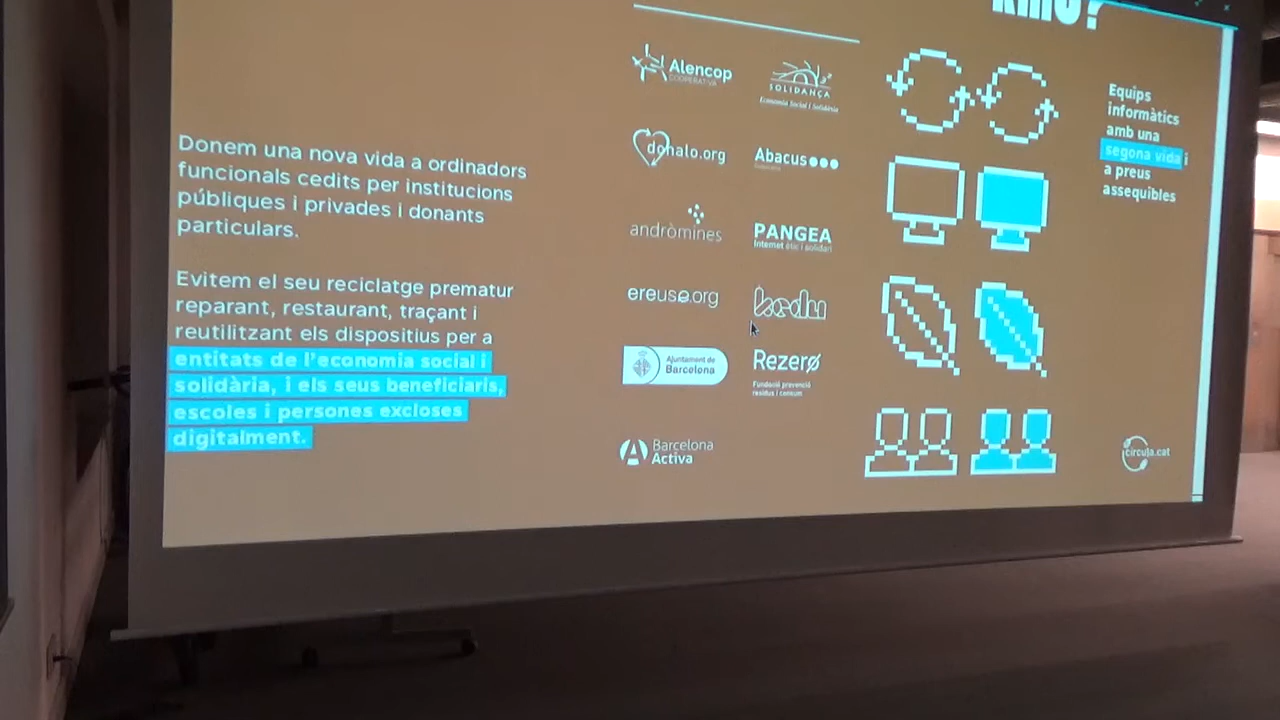 Donem una nova vida a ordinadors
funcionals cedits per institucions
públiques i privades i donants
particulars.
Evitem el seu reciclatge prematur
reparant, restaurant, traçant i
reutilitzant els dispositius per a
entitats de l'economia social i
solidària, i els seus beneficiaris,
escoles i persones excloses
digitalment.
Alencop
COOPERATIVA
SOLIDANÇA
Economia Social i Solidària
donalo.org
Abacus
andròmines
PANGEA
Internet ètic i solidari
ereuse.org
Ajuntament de
Barcelona
Rezero
Fundació prevenció
residus i consum
Barcelona
Activa
Equips
informàtics
amb una
segona vida i
a preus
assequibles
circula.cat